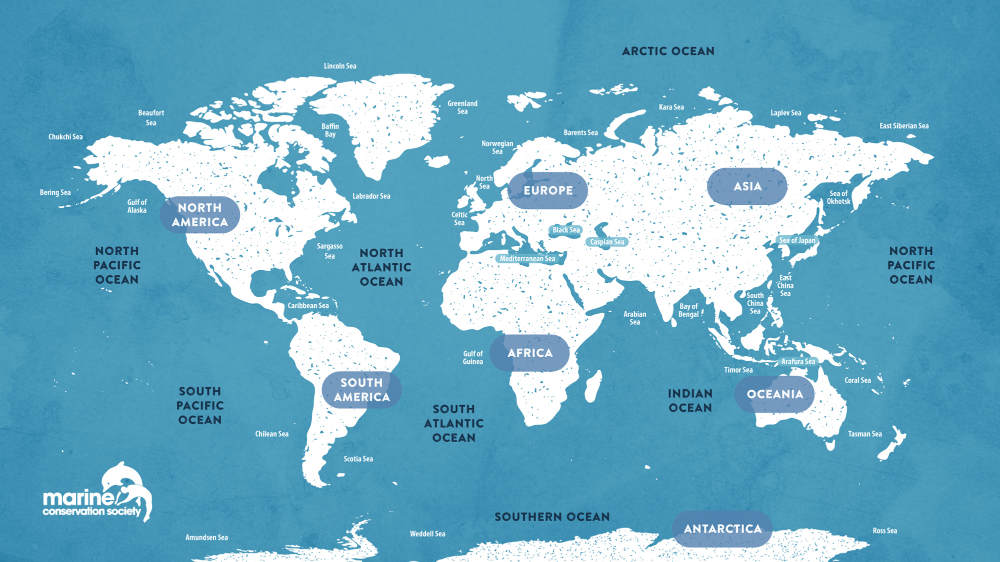 ARCTIC OCEAN
Lincoln Sea
Greenland
Sea
Beaufort
Sea
Kara Sea
Laplev Sea
East Siberian Sea
Baffin
Bay
Chukchi Sea
Barents Sea
Norwegian
Sea
North
Sea
EUROPE
ASIA
Bering Sea
Gulf of
Alaska
NORTH
AMERICA
Labrador Sea
Sea of
Okhotsk
Celtic
Sea
Black Sea
Caspian Sea
Sea of Japan
Sargasso
Sea
NORTH
PACIFIC
OCEAN
NORTH
ATLANTIC
OCEAN
Mediterranean Sea
NORTH
PACIFIC
OCEAN
East
China
Sea
South
China
Sea
Caribbean Sea
Arabian
Sea
Bay of
Bengal
Gulf of
Guinea
AFRICA
Arafura Sea
Timor Sea
Coral Sea
SOUTH
AMERICA
SOUTH
PACIFIC
OCEAN
SOUTH
ATLANTIC
OCEAN
INDIAN
OCEAN
OCEANIA
Chilean Sea
Tasman Sea
Scotia Sea
marine
conservation society
SOUTHERN OCEAN
ANTARCTICA
Amundsen Sea
Weddell Sea
Ross Sea